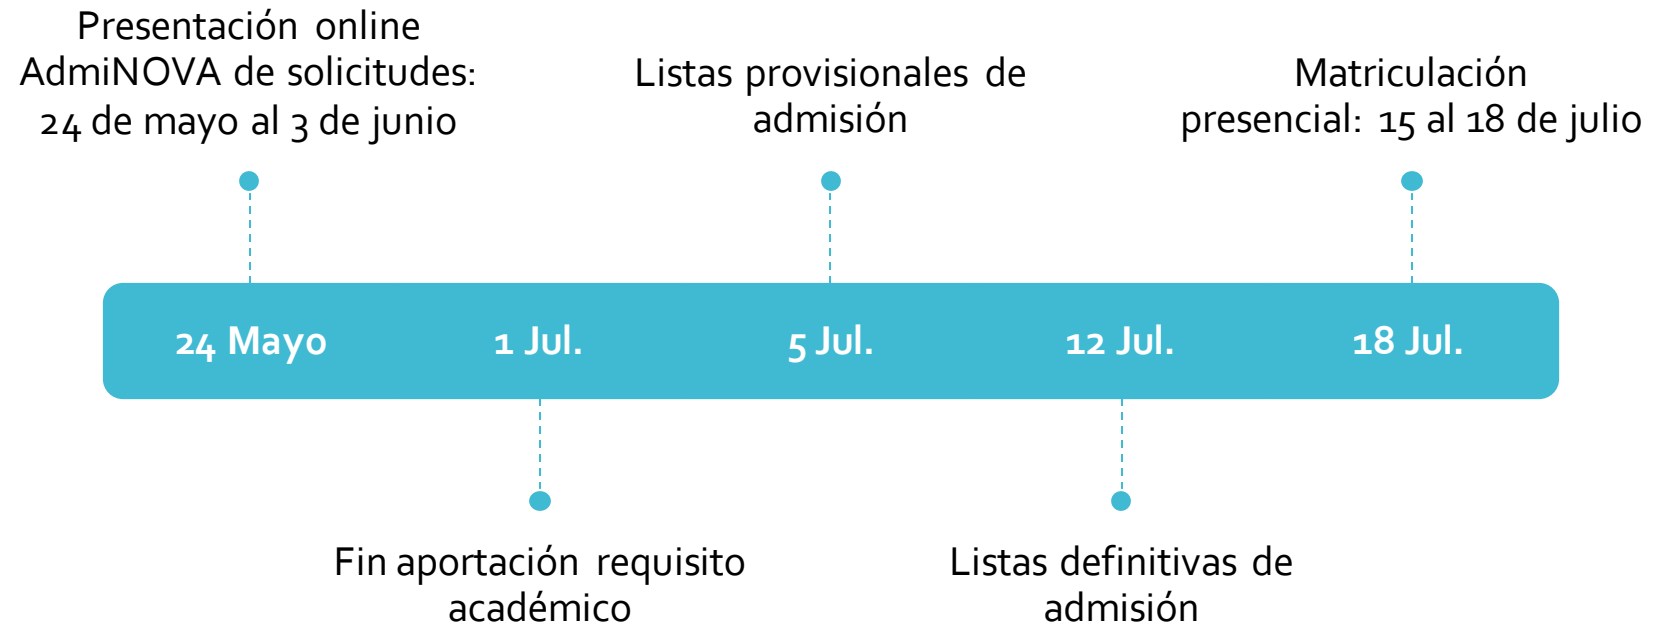 Presentación online
AdmiNOVA de solicitudes:
24 de mayo al 3 de junio
Listas provisionales de
admisión
Matriculación
presencial: 15 al 18 de julio
24 Mayo
1 Jul.
5 Jul.
12 Jul.
18 Jul.
Fin aportación requisito
académico
Listas definitivas de
admisión